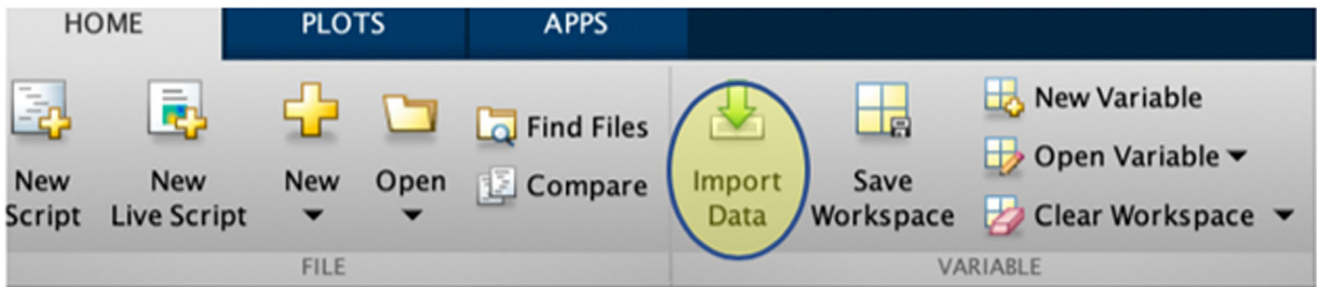 HOME PLOTS APPS
New Script
New Live Script
New
Open
Find Files
Compare
Import Data
Save Workspace
New Variable
Open Variable
Clear Workspace
FILE VARIABLE